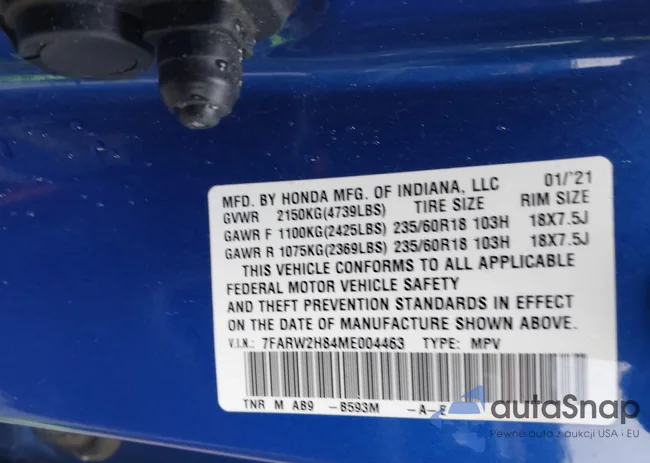 MFD. BY HONDA MFG. OF INDIANA, LLC 01/'21
GVWR 2150KG(4739LBS) TIRE SIZE RIM SIZE
GAWR F 1100KG(2425LBS) 235/60R18 103H 18X7.5J
GAWR R 1075KG(2369LBS) 235/60R18 103H 18X7.5J
THIS VEHICLE CONFORMS TO ALL APPLICABLE
FEDERAL MOTOR VEHICLE SAFETY
AND THEFT PREVENTION STANDARDS IN EFFECT
ON THE DATE OF MANUFACTURE SHOWN ABOVE.
V.I.N.: 7FARW2H84ME004463 TYPE: MPV
TNR M AB9 -B593M -A-
autoSnap
Pewne auta z aukcji USA i EU